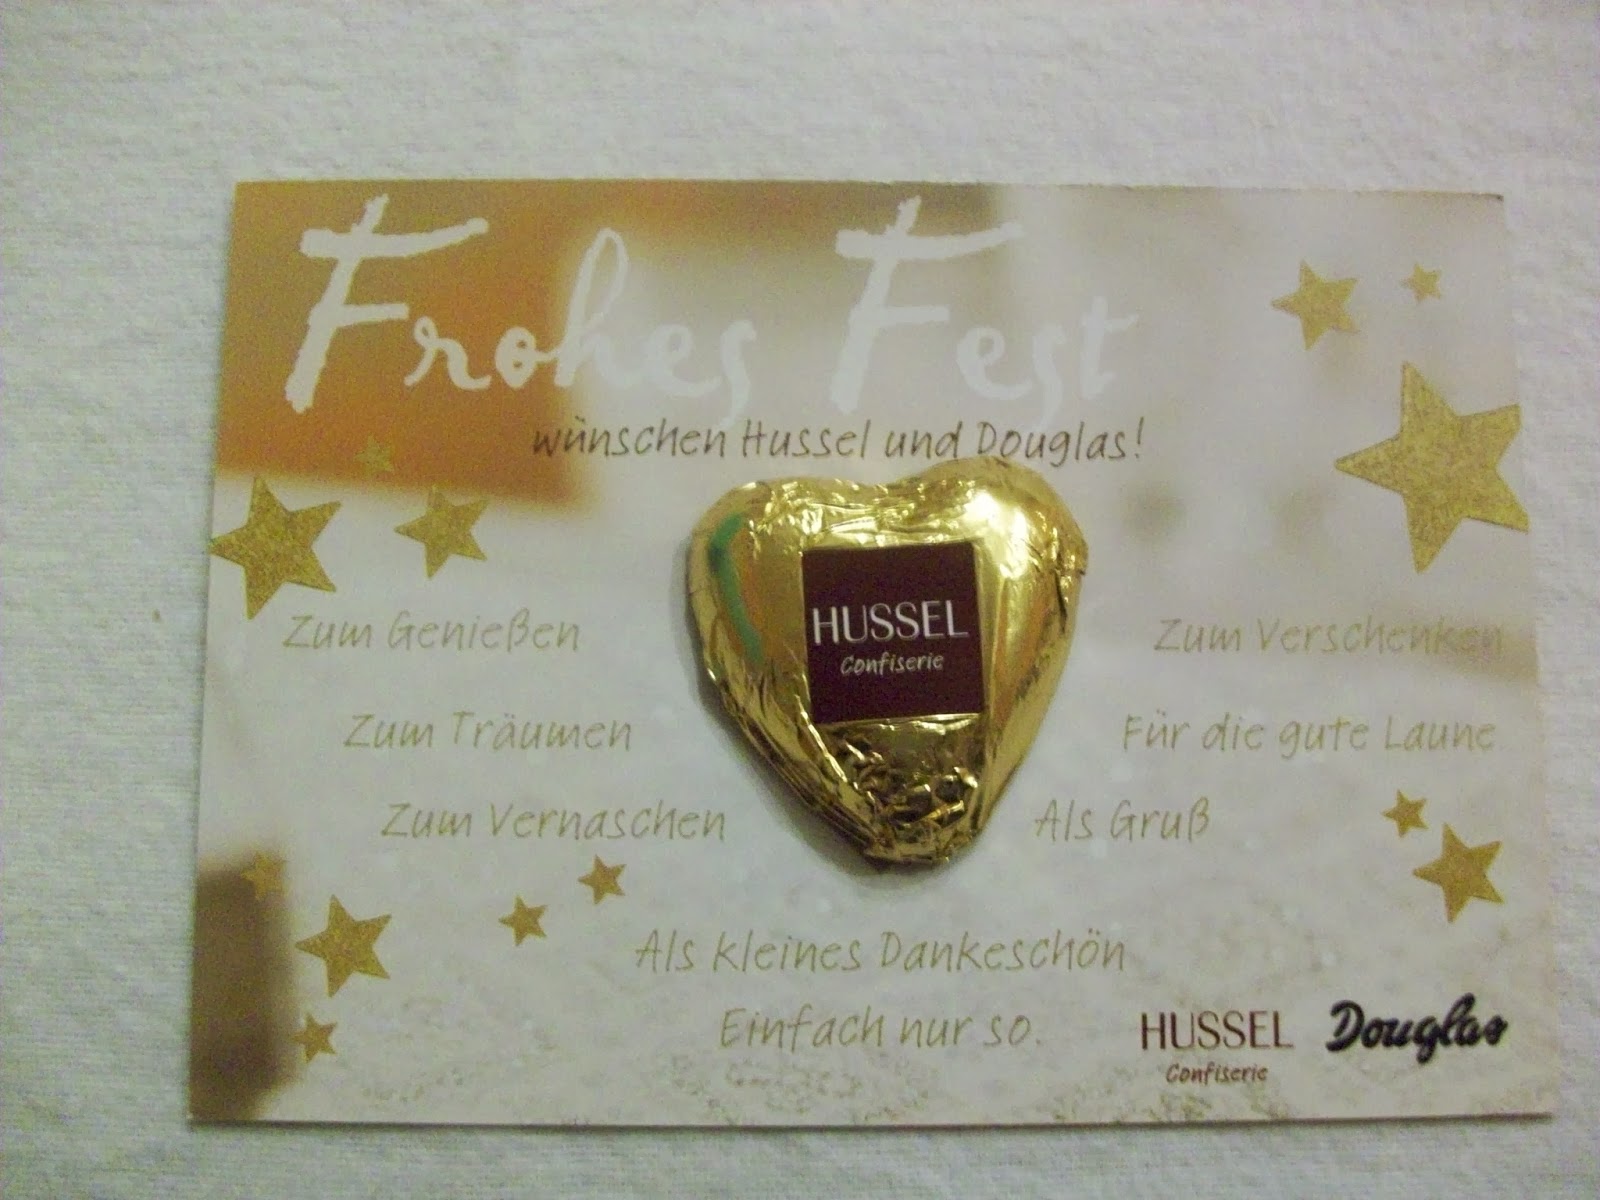 Frohes Fest
wünschen Hussel und Douglas!
HUSSEL
Confiserie
Zum Genießen
Zum Verschenken
Zum Träumen
Für die gute Laune
Zum Vernaschen
Als Gruß
Als kleines Dankeschön
Einfach nur so.
HUSSEL
Confiserie
Douglas